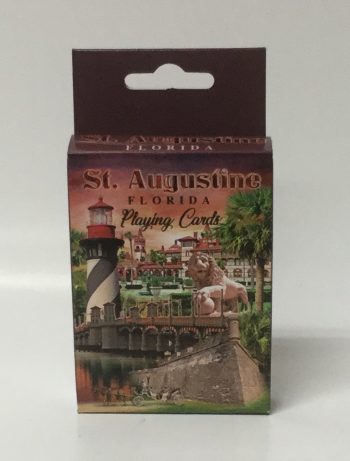 St. Augustine
FLORIDA
St. Augustine
FLORIDA
Playing Cards